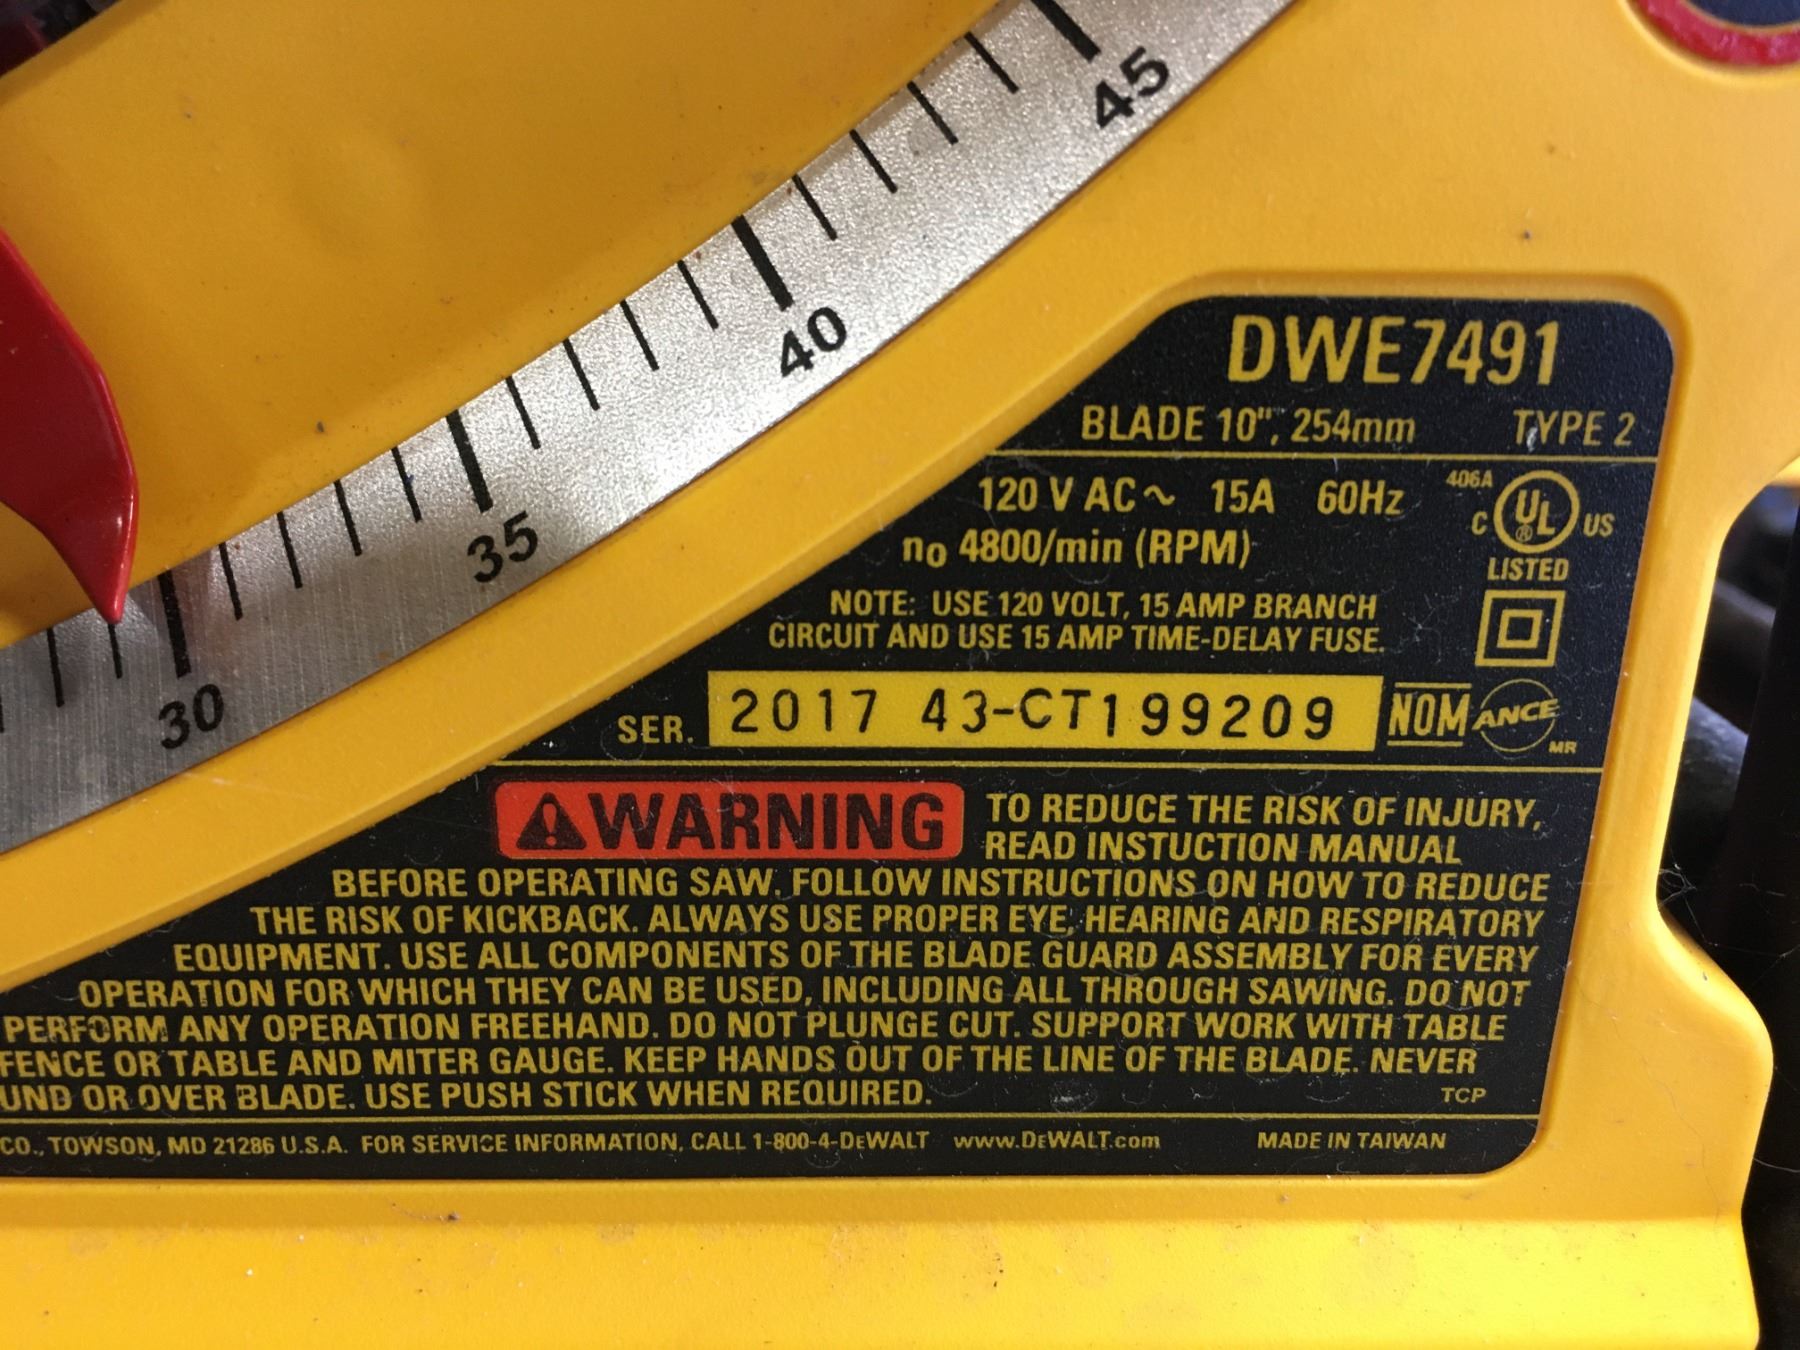 45
40
35
30
DWE7491
BLADE 10", 254mm TYPE 2
120 V AC~ 15A 60Hz
406A
C UL ® US
LISTED
no 4800/min (RPM)
NOTE: USE 120 VOLT, 15 AMP BRANCH
CIRCUIT AND USE 15 AMP TIME-DELAY FUSE.
SER. 2017 43-CT199209
NOM ANCE MR
WARNING TO REDUCE THE RISK OF INJURY,
READ INSTUCTION MANUAL
BEFORE OPERATING SAW. FOLLOW INSTRUCTIONS ON HOW TO REDUCE
THE RISK OF KICKBACK. ALWAYS USE PROPER EYE, HEARING AND RESPIRATORY
EQUIPMENT. USE ALL COMPONENTS OF THE BLADE GUARD ASSEMBLY FOR EVERY
OPERATION FOR WHICH THEY CAN BE USED, INCLUDING ALL THROUGH SAWING. DO NOT
PERFORM ANY OPERATION FREEHAND. DO NOT PLUNGE CUT. SUPPORT WORK WITH TABLE
FENCE OR TABLE AND MITER GAUGE. KEEP HANDS OUT OF THE LINE OF THE BLADE. NEVER
UND OR OVER BLADE. USE PUSH STICK WHEN REQUIRED.
TCP
CO., TOWSON, MD 21286 U.S.A. FOR SERVICE INFORMATION, CALL 1-800-4-DEWALT www.DEWALT.com MADE IN TAIWAN